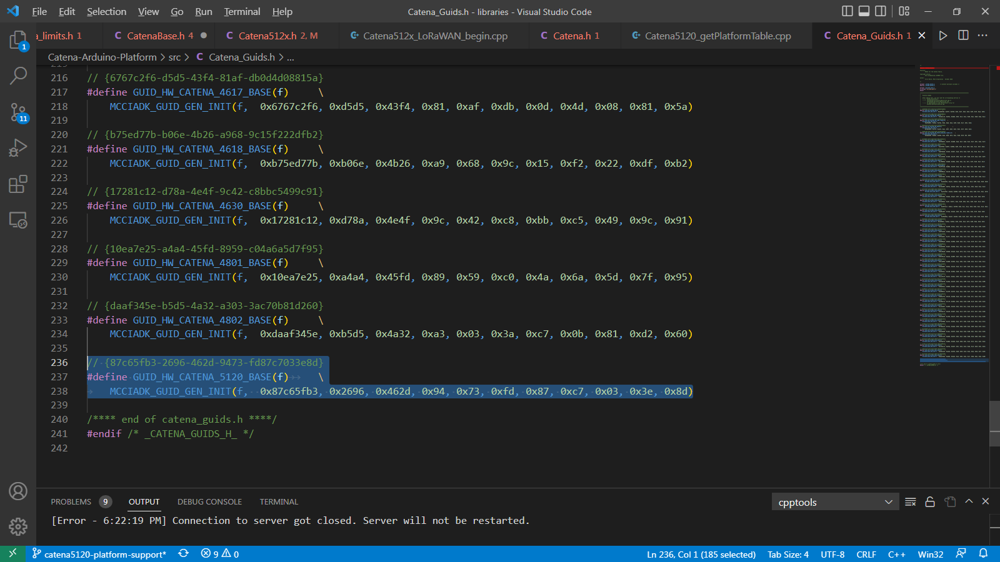 File Edit Selection View Go Run Terminal Help Catena_Guids.h - libraries - Visual Studio Code
a_limits.h 1 CatenaBase.h 4 Catena512x.h 2, M Catena512x_LoRaWAN_begin.cpp Catena.h 1 Catena5120_getPlatformTable.cpp Catena_Guids.h 1
Catena-Arduino-Platform > src > C Catena_Guids.h > ...
215
216 // {6767c2f6-d5d5-43f4-81af-db0d4d08815a}
217 #define GUID_HW_CATENA_4617_BASE(f) \
218 MCCIADK_GUID_GEN_INIT(f, 0x6767c2f6, 0xd5d5, 0x43f4, 0x81, 0xaf, 0xdb, 0x0d, 0x4d, 0x08, 0x81, 0x5a)
219
220 // {b75ed77b-b06e-4b26-a968-9c15f222dfb2}
221 #define GUID_HW_CATENA_4618_BASE(f) \
222 MCCIADK_GUID_GEN_INIT(f, 0xb75ed77b, 0xb06e, 0x4b26, 0xa9, 0x68, 0x9c, 0x15, 0xf2, 0x22, 0xdf, 0xb2)
223
224 // {17281c12-d78a-4e4f-9c42-c8bbc5499c91}
225 #define GUID_HW_CATENA_4630_BASE(f) \
226 MCCIADK_GUID_GEN_INIT(f, 0x17281c12, 0xd78a, 0x4e4f, 0x9c, 0x42, 0xc8, 0xbb, 0xc5, 0x49, 0x9c, 0x91)
227
228 // {10ea7e25-a4a4-45fd-8959-c04a6a5d7f95}
229 #define GUID_HW_CATENA_4801_BASE(f) \
230 MCCIADK_GUID_GEN_INIT(f, 0x10ea7e25, 0xa4a4, 0x45fd, 0x89, 0x59, 0xc0, 0x4a, 0x6a, 0x5d, 0x7f, 0x95)
231
232 // {daaf345e-b5d5-4a32-a303-3ac70b81d260}
233 #define GUID_HW_CATENA_4802_BASE(f) \
234 MCCIADK_GUID_GEN_INIT(f, 0xdaaf345e, 0xb5d5, 0x4a32, 0xa3, 0x03, 0x3a, 0xc7, 0x0b, 0x81, 0xd2, 0x60)
235
236 // {87c65fb3-2696-462d-9473-fd87c7033e8d}
237 #define GUID_HW_CATENA_5120_BASE(f) \
238 MCCIADK_GUID_GEN_INIT(f, 0x87c65fb3, 0x2696, 0x462d, 0x94, 0x73, 0xfd, 0x87, 0xc7, 0x03, 0x3e, 0x8d)
239
240 /**** end of catena_guids.h ****/
241 #endif /* _CATENA_GUIDS_H_ */
242
1
11
PROBLEMS 9 OUTPUT DEBUG CONSOLE TERMINAL cpptools
[Error - 6:22:19 PM] Connection to server got closed. Server will not be restarted.
catena5120-platform-support* 9 0 Ln 236, Col 1 (185 selected) Tab Size: 4 UTF-8 CRLF C++ Win32